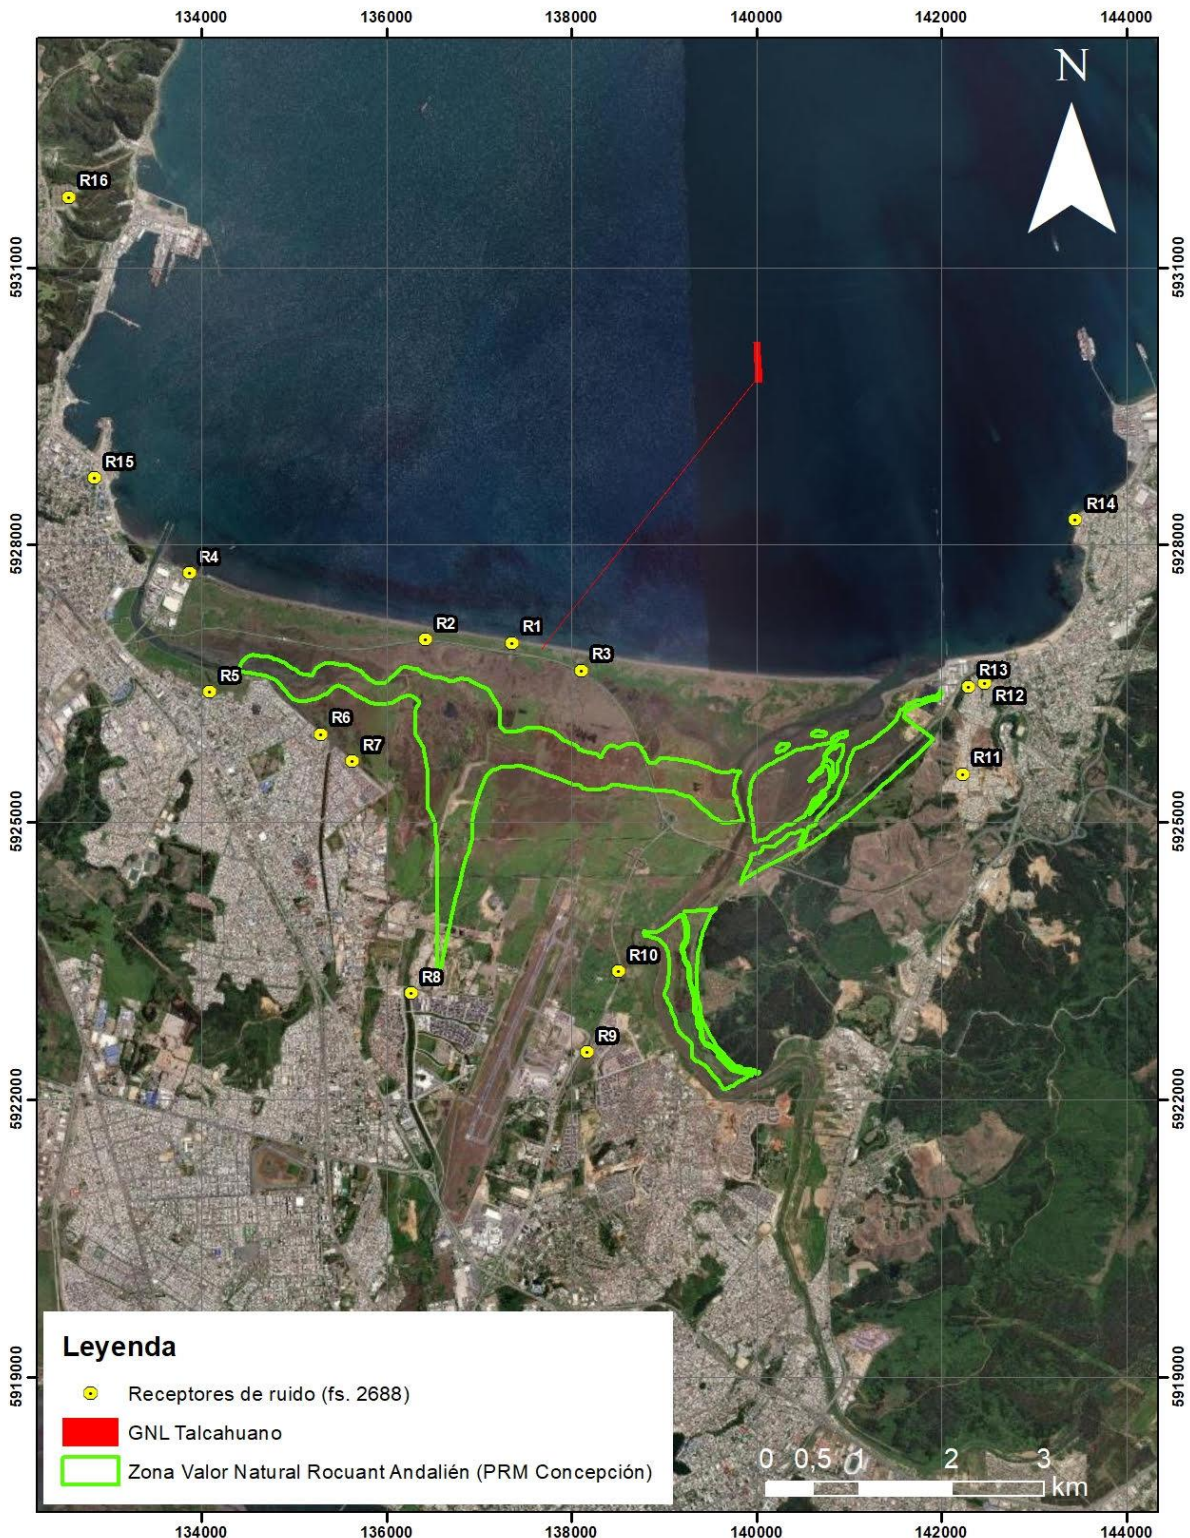 134000 136000 138000 140000 142000 144000
N
R16
5931000 5931000
R15
R14
5928000 5928000
R4
R2
R1
R3
R13
R5
R12
R6
R7
R11
5925000 5925000
R10
R8
R9
5922000 5922000
Leyenda
Receptores de ruido (fs. 2688)
GNL Talcahuano
Zona Valor Natural Rocuant Andalién (PRM Concepción)
5919000 5919000
0 0,5 1 2 3
km
134000 136000 138000 140000 142000 144000